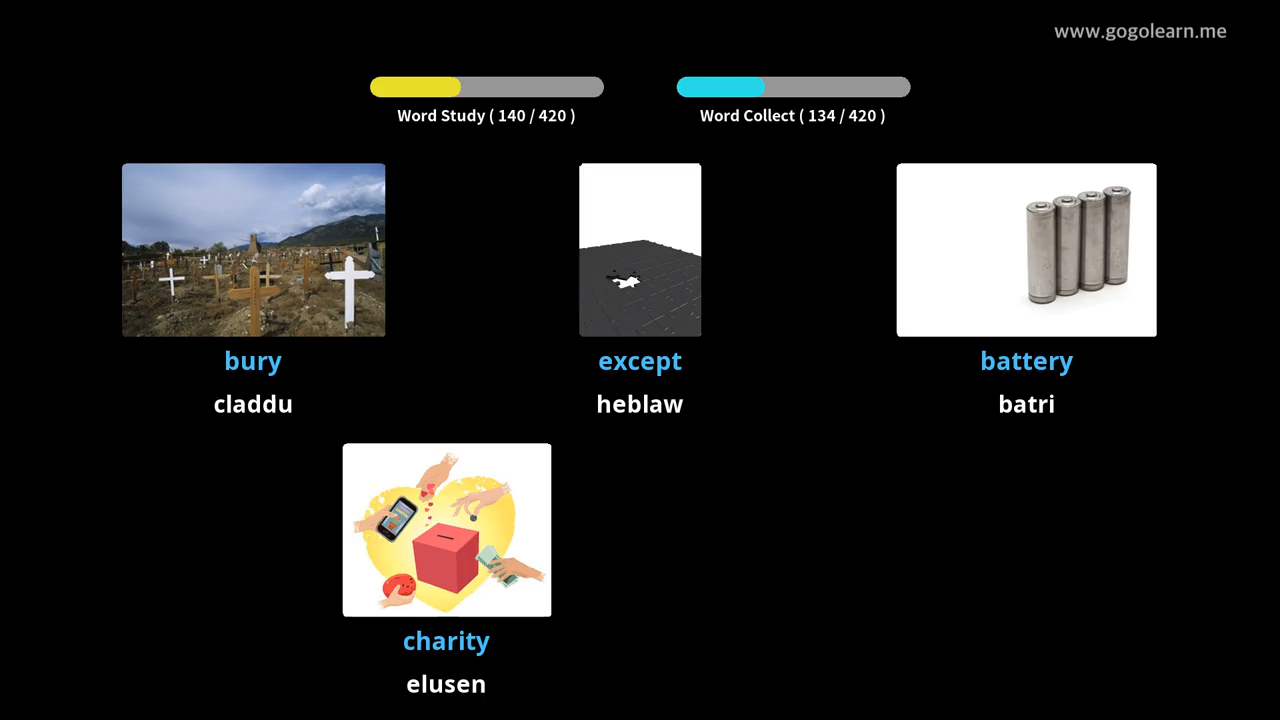 www.gogolearn.me
Word Study ( 140 / 420 )
Word Collect ( 134 / 420 )
bury
except
battery
claddu
heblaw
batri
charity
elusen